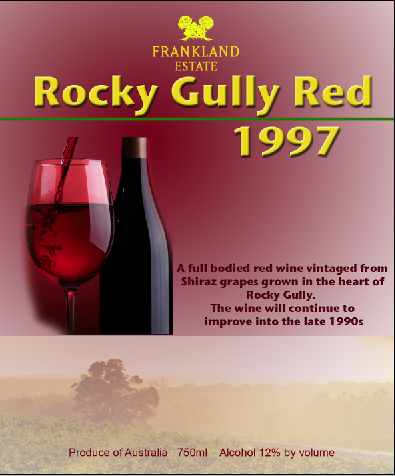 FRANKLAND
ESTATE
Rocky Gully Red
1997
A full bodied red wine vintaged from
Shiraz grapes grown in the heart of
Rocky Gully.
The wine will continue to
improve into the late 1990s
Produce of Australia 750ml Alcohol 12% by volume